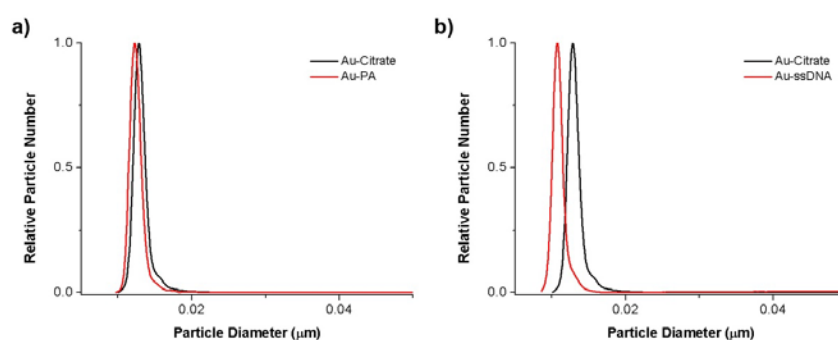 a)
Relative Particle Number
1.0
0.5
0.0
Au-Citrate
Au-PA
0.02
0.04
Particle Diameter (μm)
b)
Relative Particle Number
1.0
0.5
0.0
Au-Citrate
Au-ssDNA
0.02
0.04
Particle Diameter (μm)